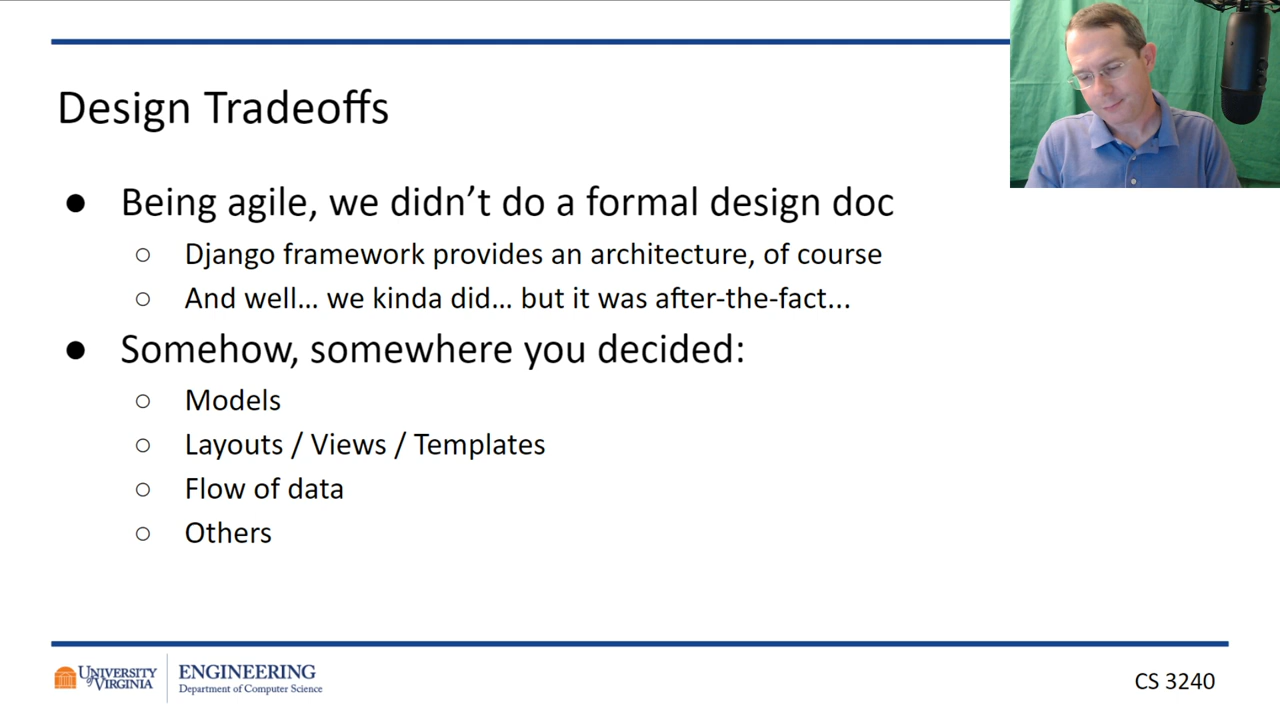 Design Tradeoffs
● Being agile, we didn’t do a formal design doc
○ Django framework provides an architecture, of course
○ And well... we kinda did... but it was after-the-fact...
● Somehow, somewhere you decided:
○ Models
○ Layouts / Views / Templates
○ Flow of data
○ Others
UNIVERSITY
of VIRGINIA
ENGINEERING
Department of Computer Science
CS 3240